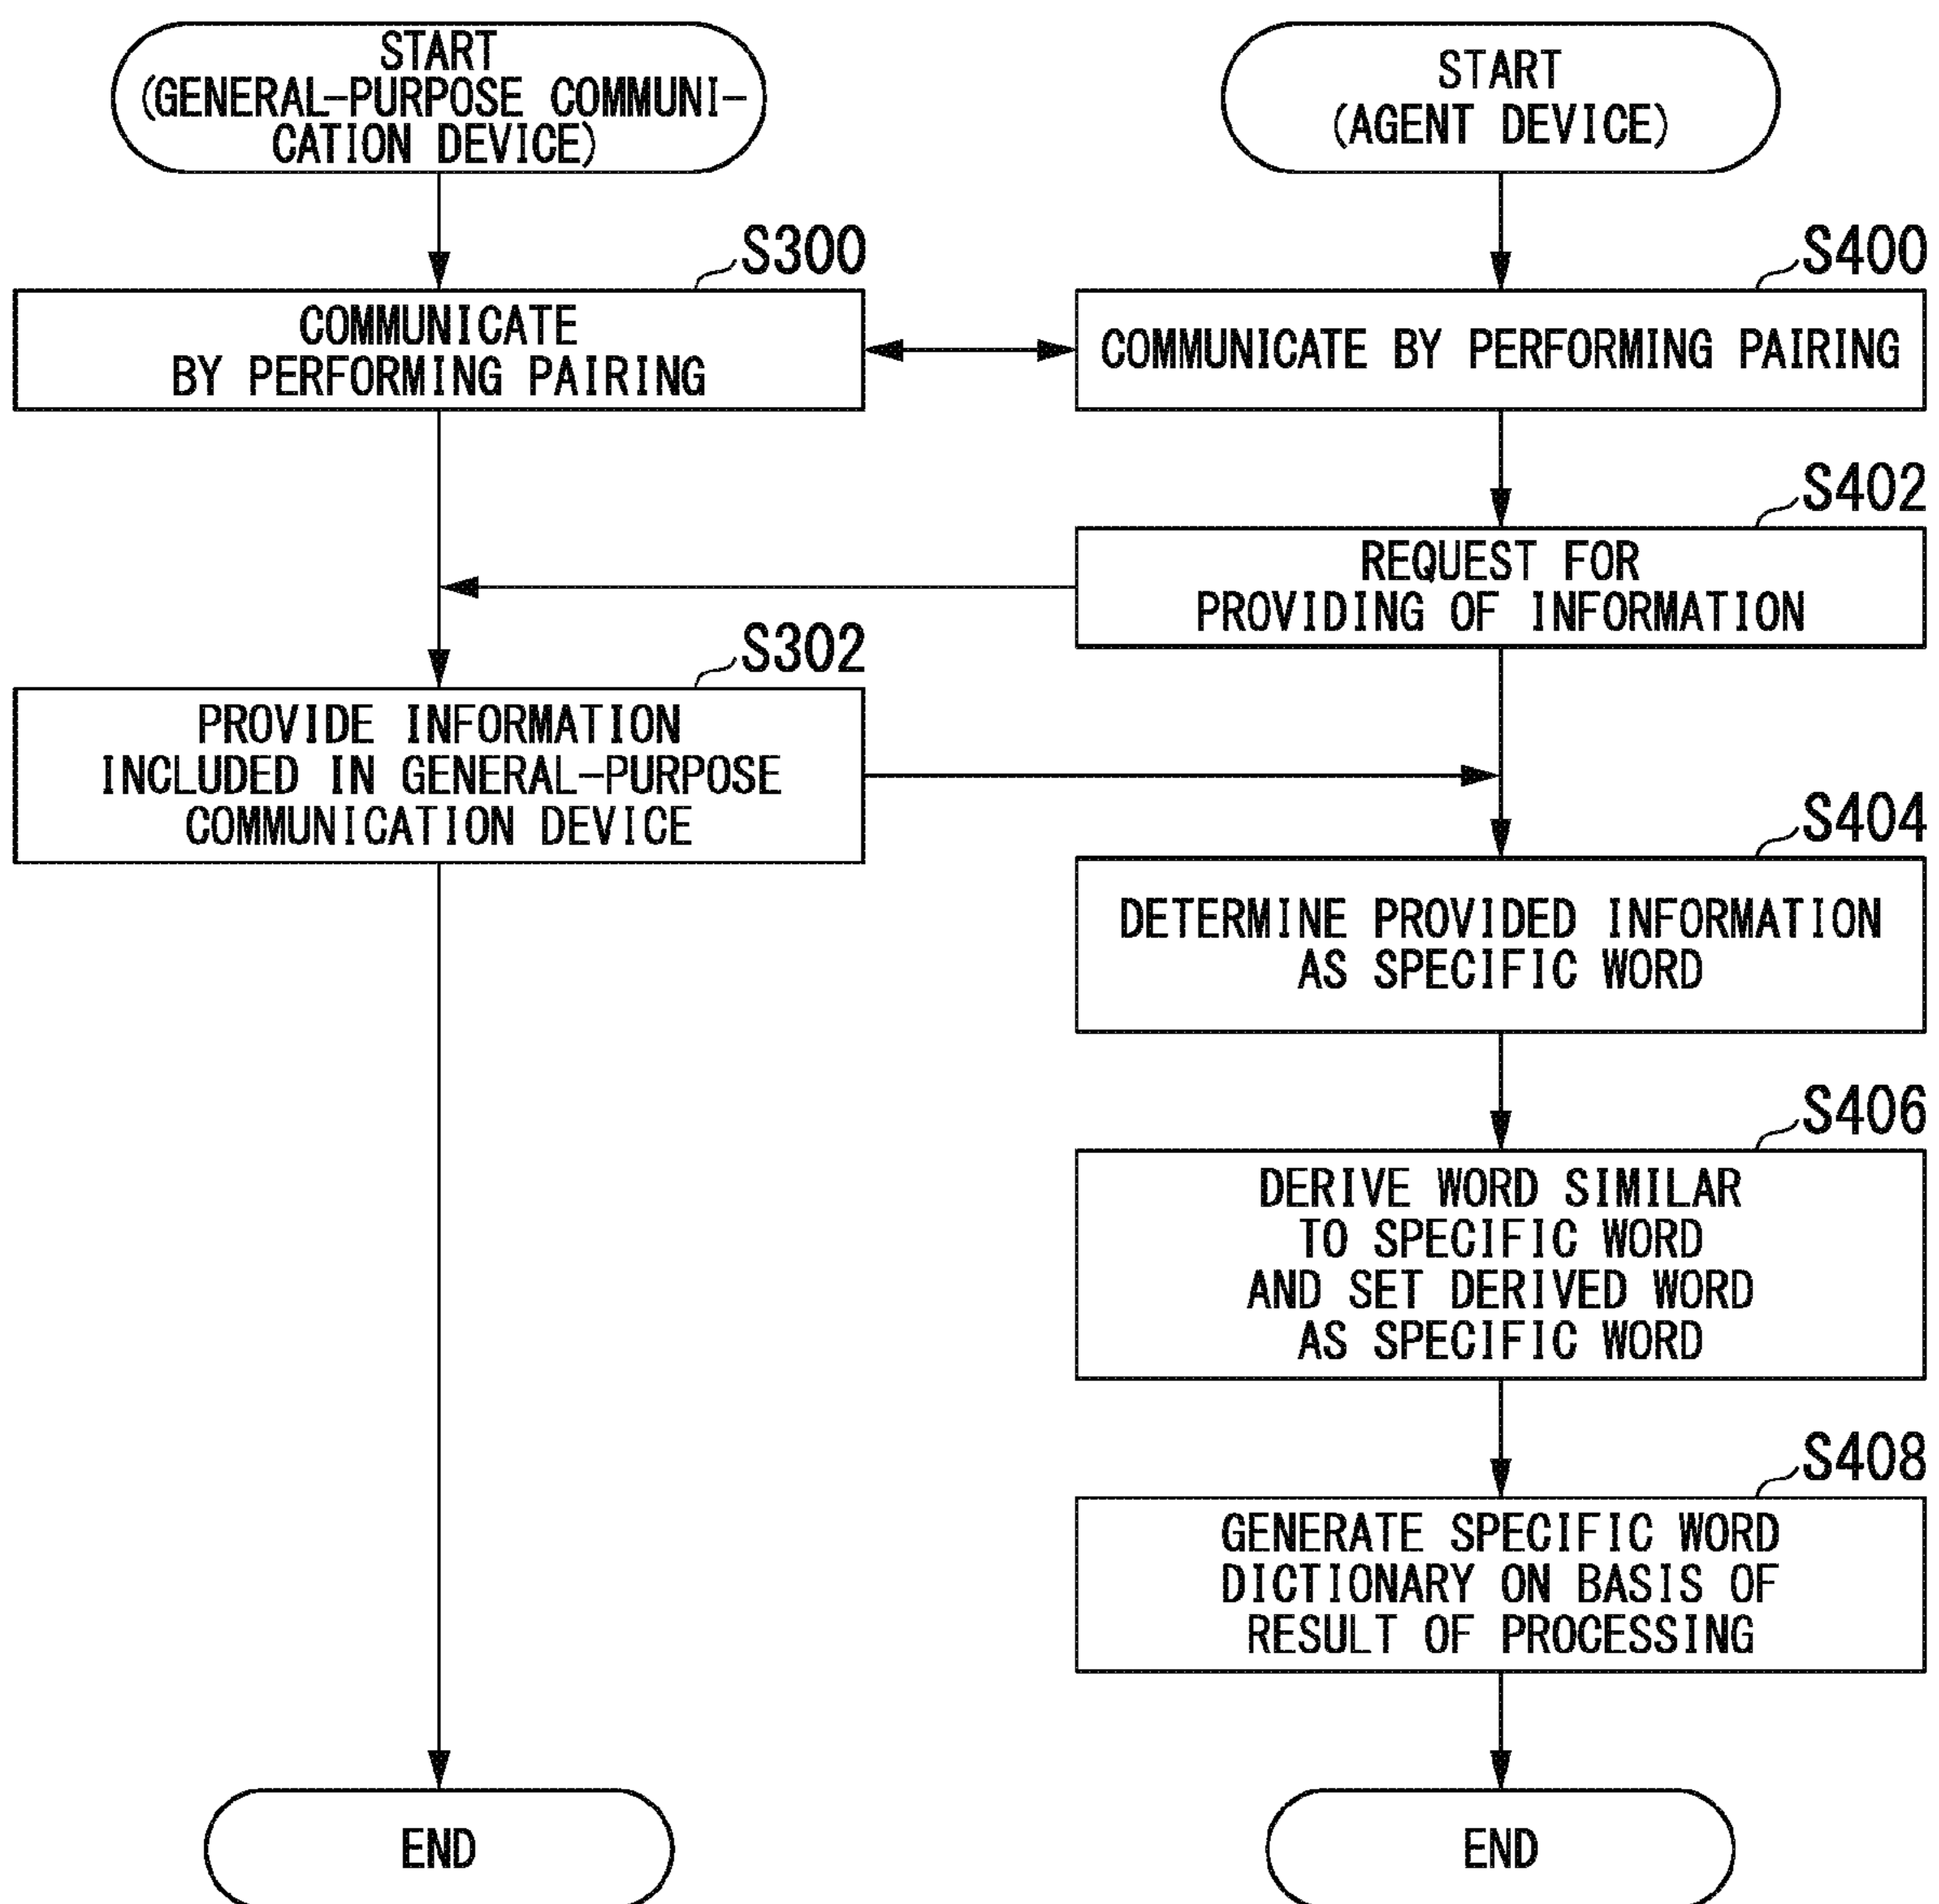 START
(GENERAL-PURPOSE COMMUNI-
CATION DEVICE)
START
(AGENT DEVICE)
S300
COMMUNICATE
BY PERFORMING PAIRING
S400
COMMUNICATE BY PERFORMING PAIRING
S402
REQUEST FOR
PROVIDING OF INFORMATION
S302
PROVIDE INFORMATION
INCLUDED IN GENERAL-PURPOSE
COMMUNICATION DEVICE
S404
DETERMINE PROVIDED INFORMATION
AS SPECIFIC WORD
S406
DERIVE WORD SIMILAR
TO SPECIFIC WORD
AND SET DERIVED WORD
AS SPECIFIC WORD
S408
GENERATE SPECIFIC WORD
DICTIONARY ON BASIS OF
RESULT OF PROCESSING
END
END